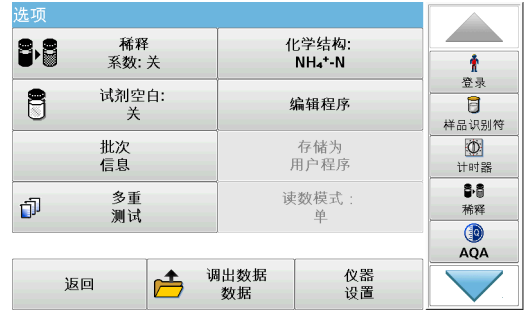 选项
稀释
系数: 关
化学结构:
NH₄⁺-N
试剂空白:
关
编辑程序
批次
信息
存储为
用户程序
多重
测试
读数模式 :
单
返回
调出数据
数据
仪器
设置
登录
样品识别符
计时器
稀释
AQA